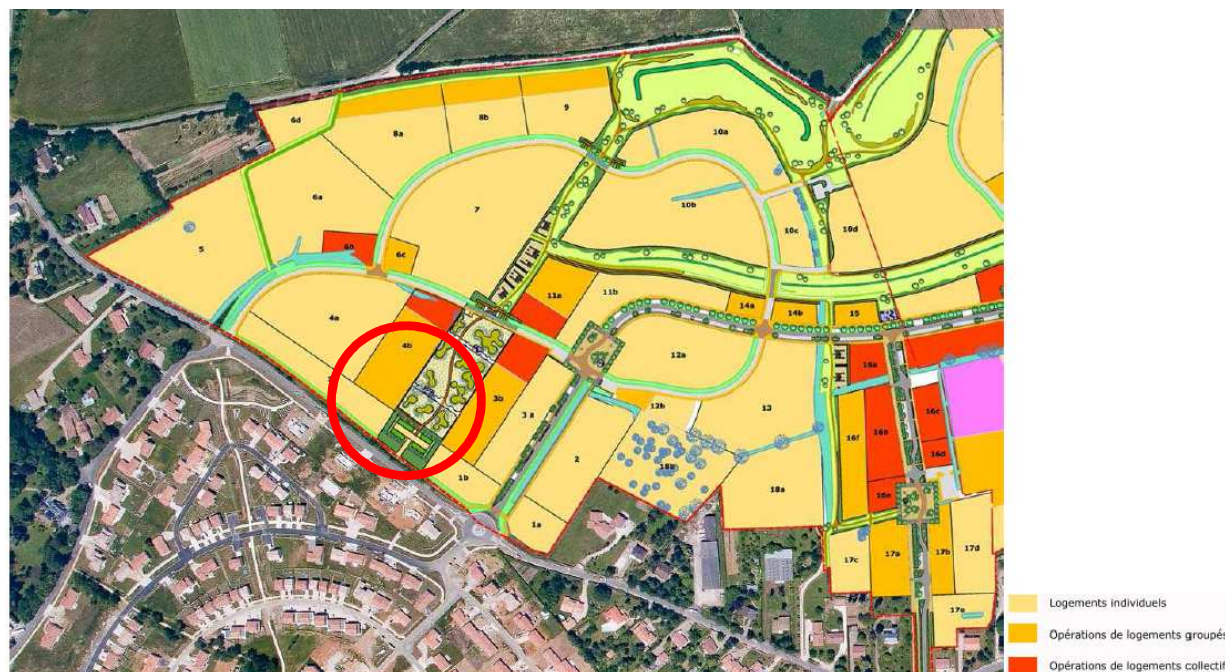 6d
8a
8b
9
10a
6a
7
10b
10c
10d
5
6b
6c
11a
11b
14a
14b
15
4a
4b
12a
16a
3b
3 a
12b
13
16f
16b
16c
16d
2
18b
18a
16e
1b
1a
17c
17a
17b
17d
17e
Logements individuels
Opérations de logements groupés
Opérations de logements collectif